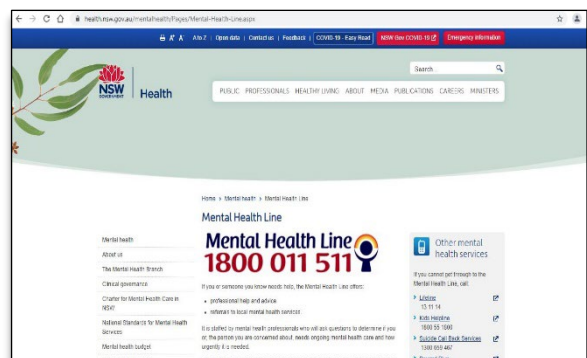 health.nsw.gov.au/mentalhealth/Pages/Mental-Health-Line.aspx
A to Z | Open data | Contact us | Feedback | COVID-19 - Easy Read NSW Gov COVID-19 Emergency information
Search...
NSW
GOVERNMENT
Health
PUBLIC PROFESSIONALS HEALTHY LIVING ABOUT MEDIA PUBLICATIONS CAREERS MINISTERS
Home > Mental health > Mental Health Line
Mental Health Line
Mental health
About us
The Mental Health Branch
Clinical governance
Charter for Mental Health Care in
NSW
National Standards for Mental Health
Services
Mental health budget
Mental Health Line
1800 011 511
If you or someone you know needs help, the Mental Health Line offers:
• professional help and advice
• referrals to local mental health services.
It is staffed by mental health professionals who will ask questions to determine if you
or, the person you are concerned about, needs ongoing mental health care and how
urgently it is needed.
Other mental
health services
If you cannot get through to the
Mental Health Line, call:
Lifeline
13 11 14
Kids Helpline
1800 55 1800
Suicide Call Back Services
1300 659 467